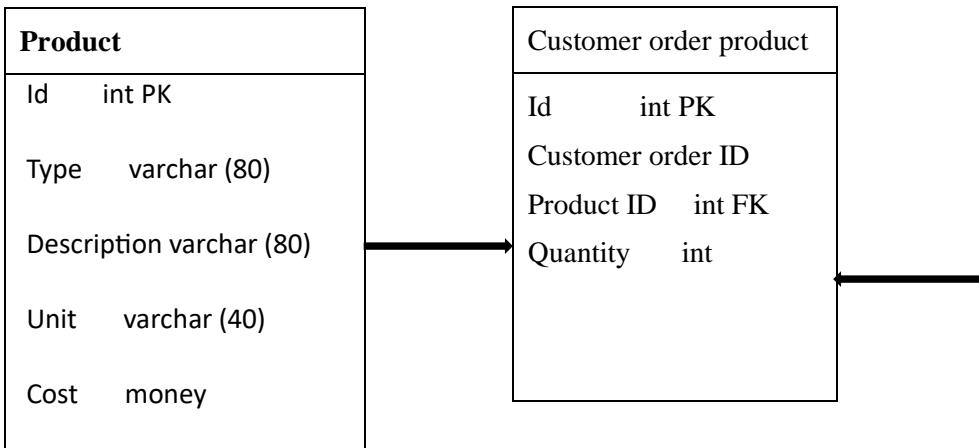 Product
Id int PK
Type varchar (80)
Description varchar (80)
Unit varchar (40)
Cost money
Customer order product
Id int PK
Customer order ID
Product ID int FK
Quantity int